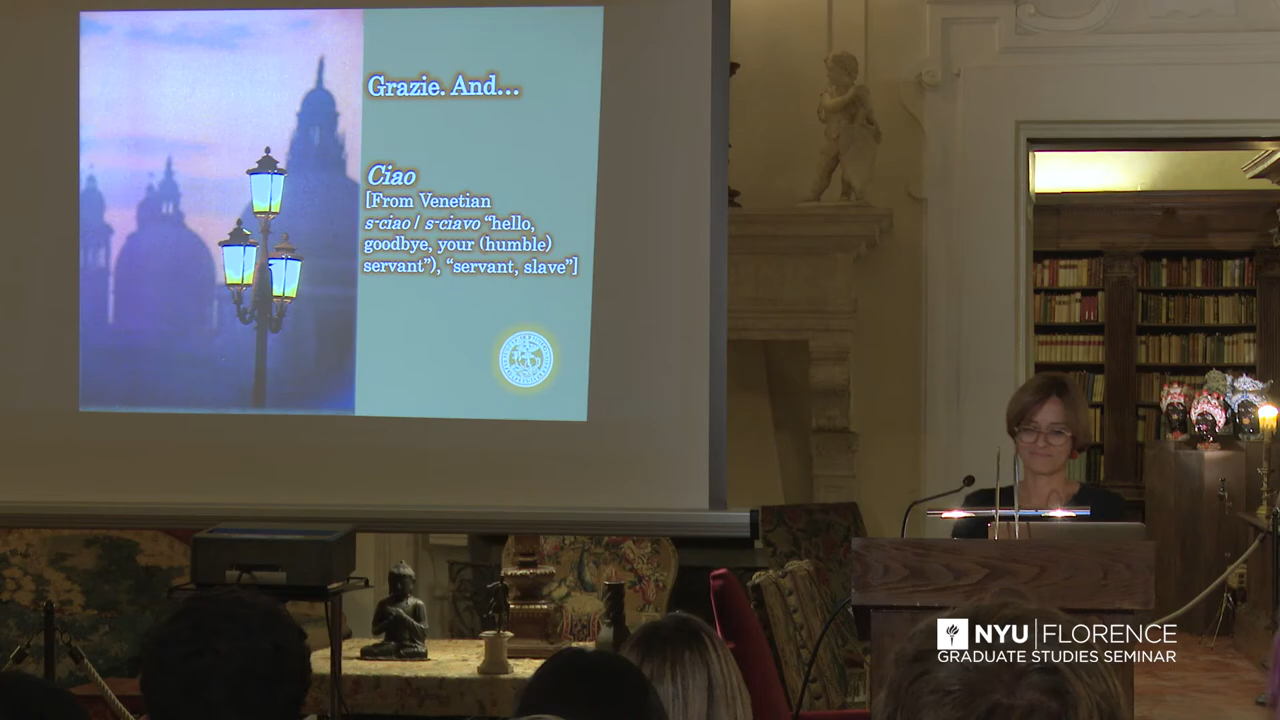 Grazie. And...
Ciao
[From Venetian
s-ciao / s-ciavo “hello,
goodbye, your (humble)
servant”), “servant, slave”]
NYU FLORENCE
GRADUATE STUDIES SEMINAR